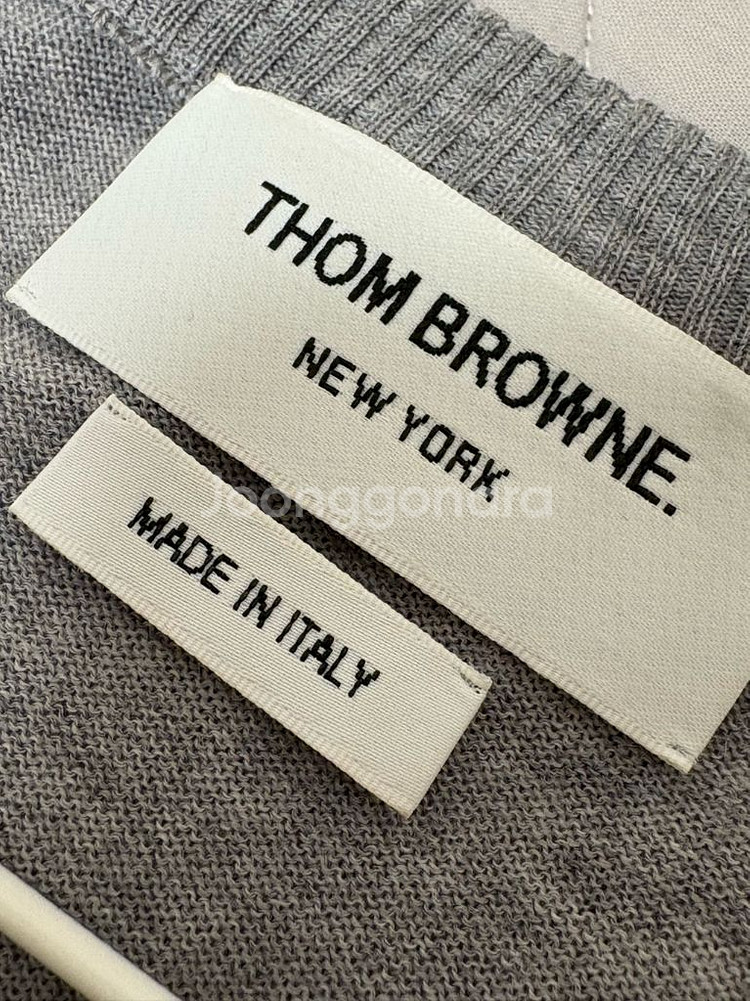 THOM BROWNE.
NEW YORK
Joonggonara
MADE IN ITALY